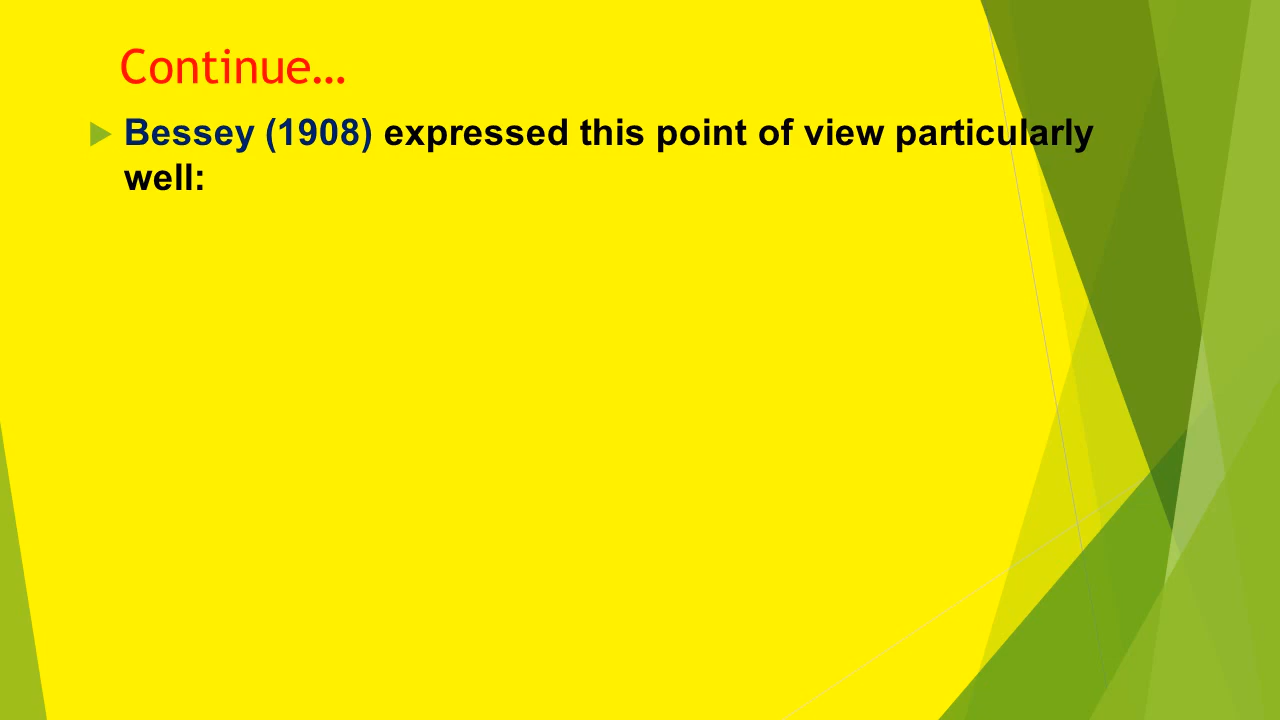 Continue…
Bessey (1908) expressed this point of view particularly
well: